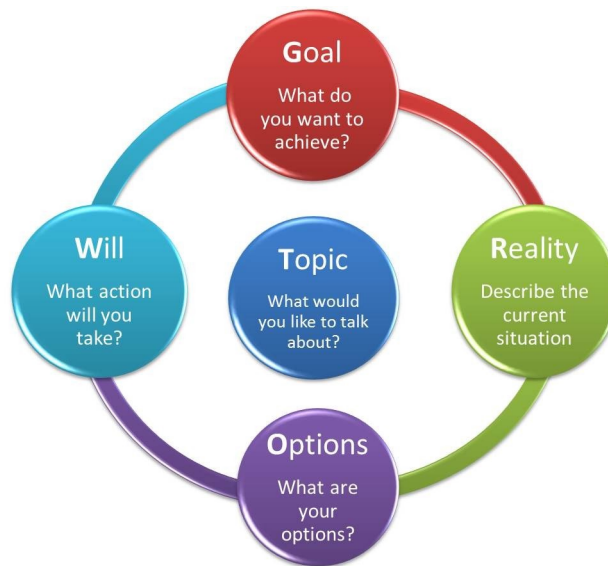 Goal
What do
you want to
achieve?
Will
What action
will you
take?
Topic
What would
you like to talk
about?
Reality
Describe the
current
situation
Options
What are
your
options?